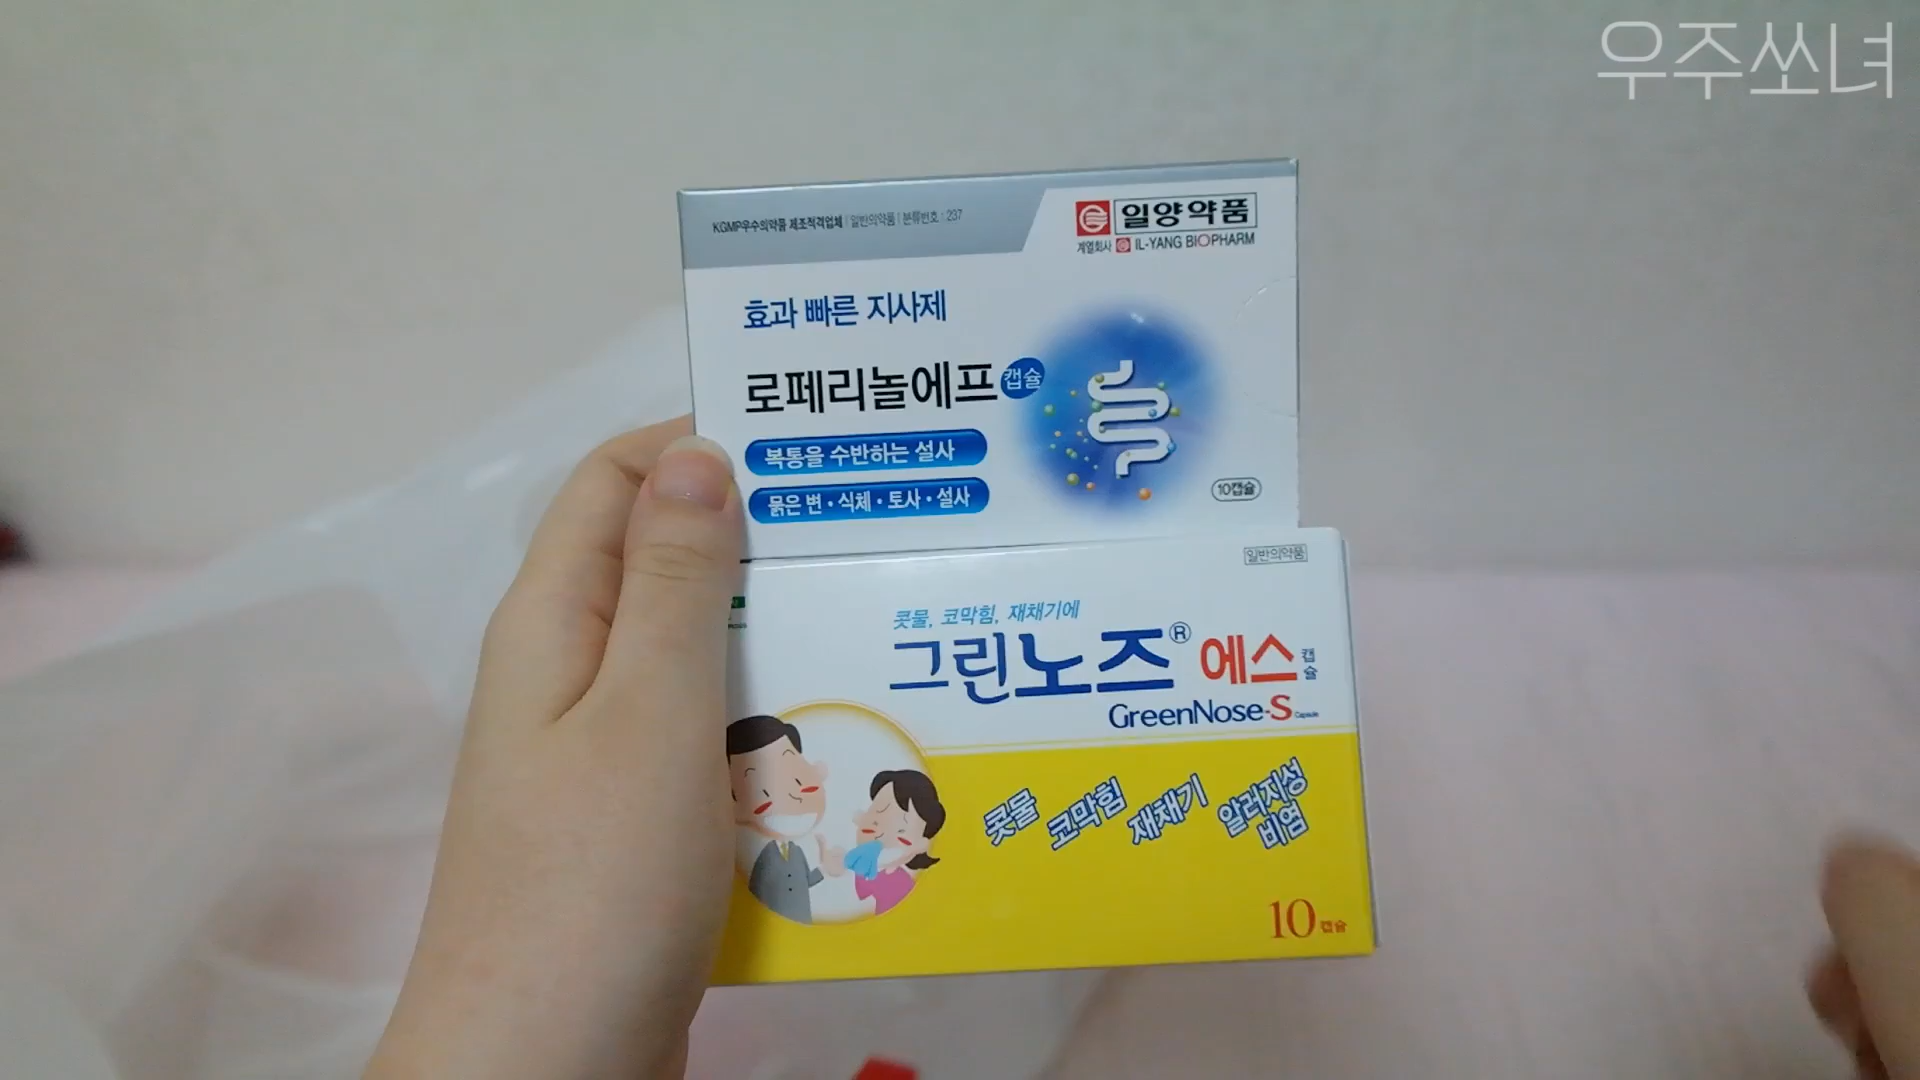 우주쏘녀
KGMP우수의약품 제조적격업체 | 일반의약품 | 분류번호 : 237
일양약품
계열회사 IL-YANG BIOPHARM
효과 빠른 지사제
로페리놀에프 캡슐
복통을 수반하는 설사
묽은 변 · 식체 · 토사 · 설사
10캡슐
일반의약품
콧물, 코막힘, 재채기에
그린노즈® 에스 캡슐
GreenNose-S Capsule
콧물 코막힘 재채기 알러지성 비염
10 캡슐